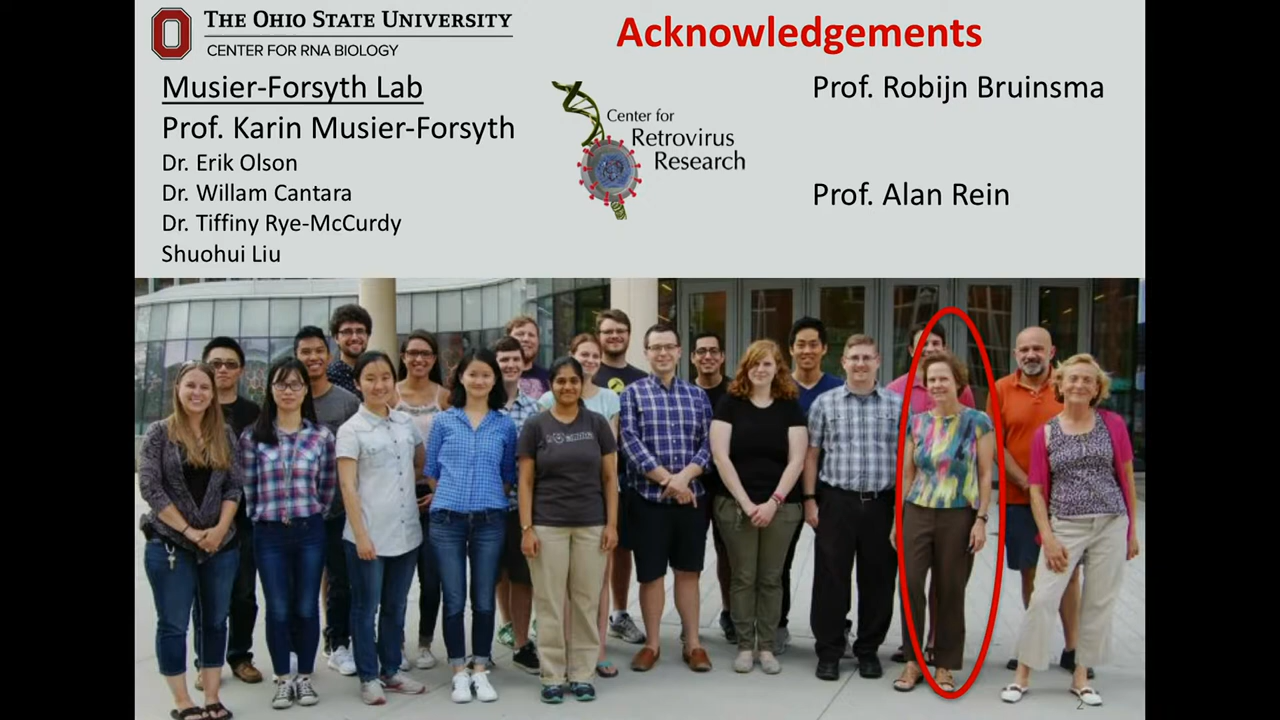 THE OHIO STATE UNIVERSITY
CENTER FOR RNA BIOLOGY
Acknowledgements
Musier-Forsyth Lab
Prof. Karin Musier-Forsyth
Dr. Erik Olson
Dr. Willam Cantara
Dr. Tiffiny Rye-McCurdy
Shuohui Liu
Center for
Retrovirus
Research
Prof. Robijn Bruinsma
Prof. Alan Rein
2